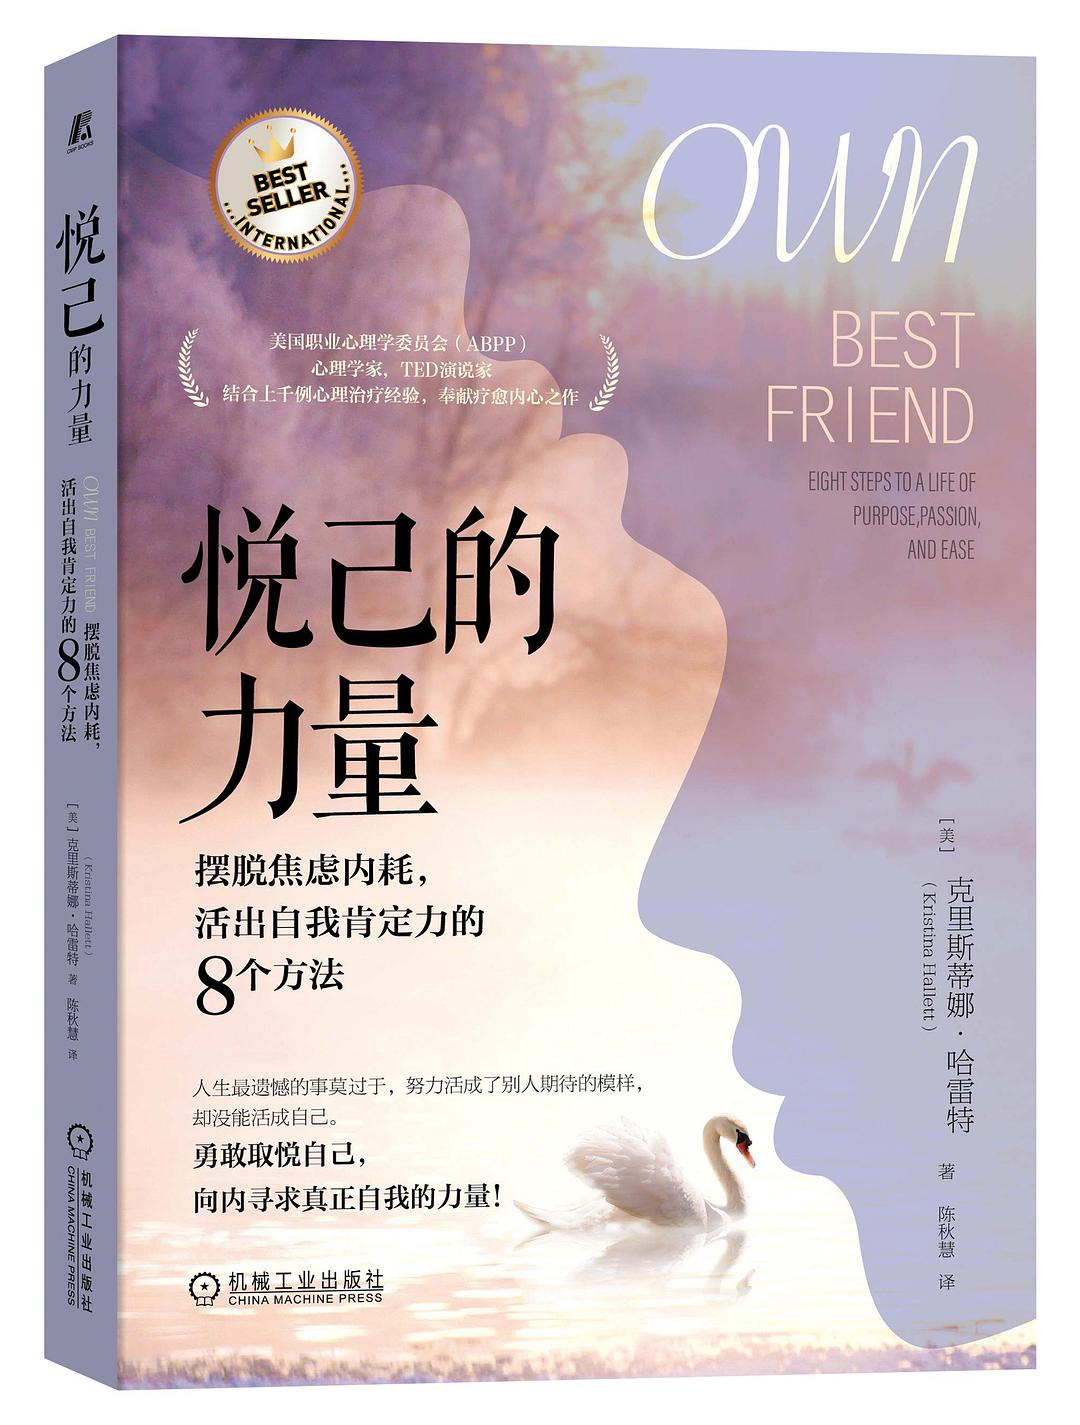 CMP BOOKS
悦己的力量
OWN BEST FRIEND 摆脱焦虑内耗，
活出自我肯定力的8个方法
（Kristina Hallett）
［美］克里斯蒂娜·哈雷特 著 陈秋慧 译
机械工业出版社
CHINA MACHINE PRESS
BEST
SELLER
...INTERNATIONAL...
own
BEST
FRIEND
EIGHT STEPS TO A LIFE OF
PURPOSE,PASSION,
AND EASE
美国职业心理学委员会（ABPP）
心理学家，TED演说家
结合上千例心理治疗经验，奉献疗愈内心之作
悦己的
力量
摆脱焦虑内耗，
活出自我肯定力的
8个方法
［美］克里斯蒂娜·哈雷特 著 陈秋慧 译
（Kristina Hallett）
人生最遗憾的事莫过于，努力活成了别人期待的模样，
却没能活成自己。
勇敢取悦自己，
向内寻求真正自我的力量！
机械工业出版社
CHINA MACHINE PRESS